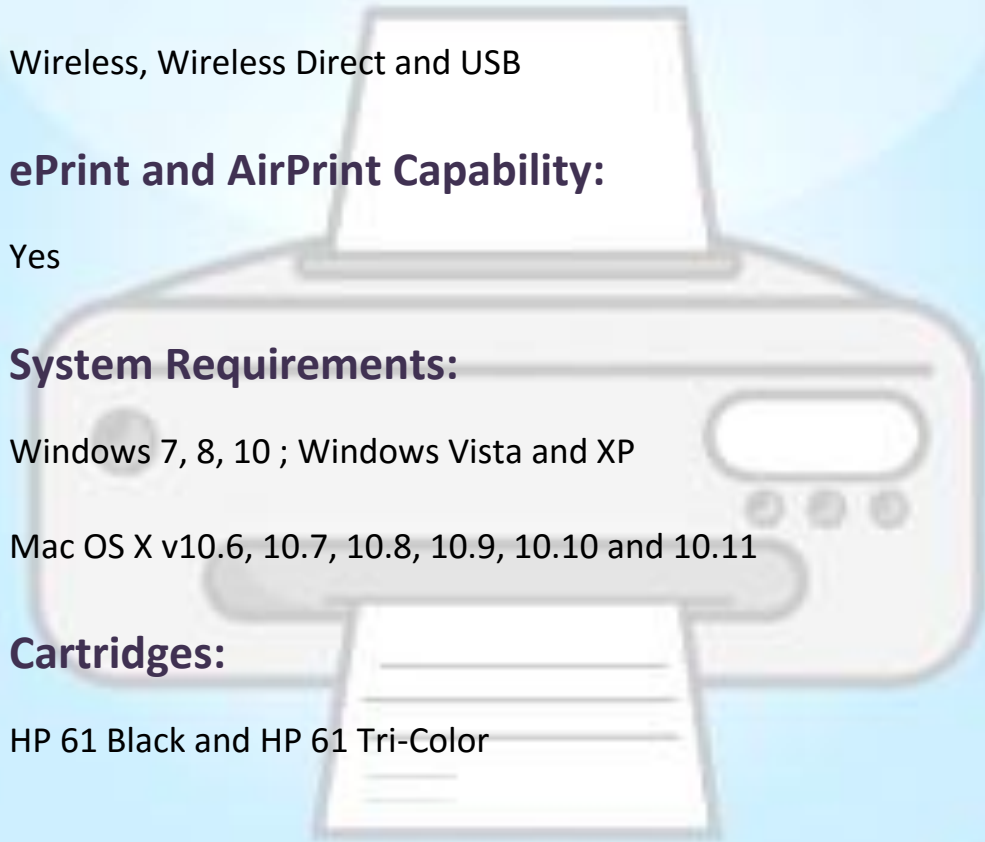 Wireless, Wireless Direct and USB
ePrint and AirPrint Capability:
Yes
System Requirements:
Windows 7, 8, 10 ; Windows Vista and XP
Mac OS X v10.6, 10.7, 10.8, 10.9, 10.10 and 10.11
Cartridges:
HP 61 Black and HP 61 Tri-Color